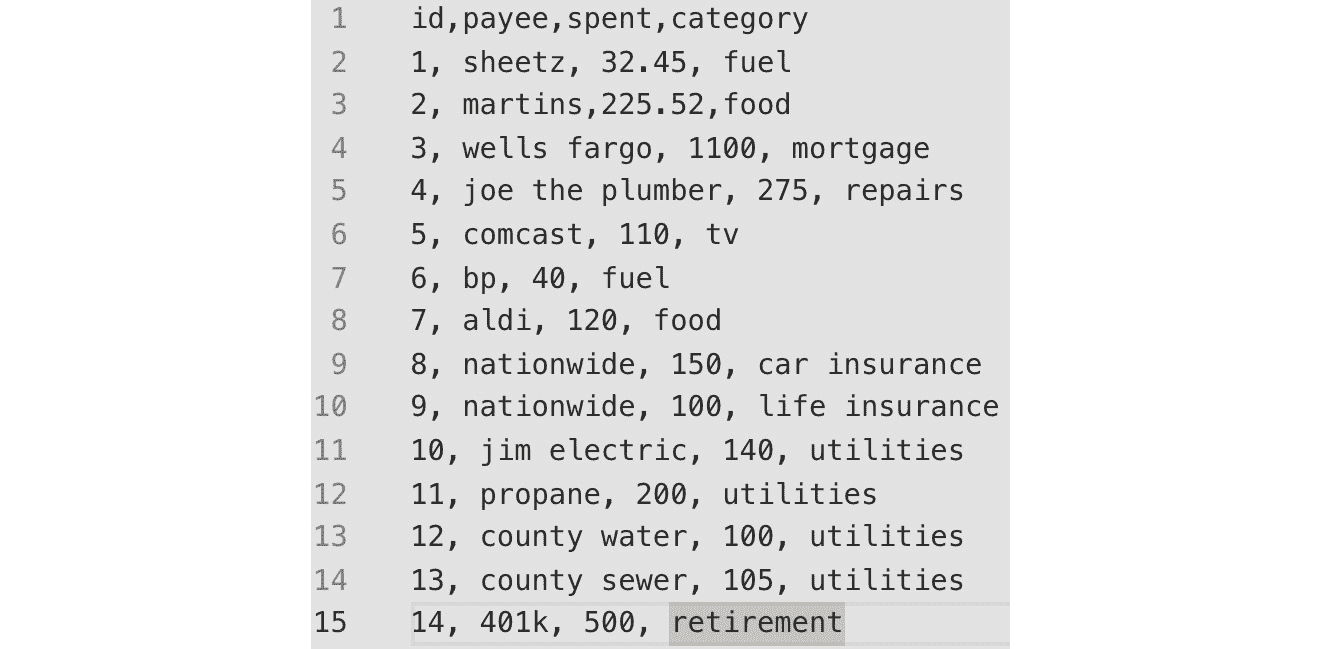 1 id,payee,spent,category
2 1, sheetz, 32.45, fuel
3 2, martins,225.52,food
4 3, wells fargo, 1100, mortgage
5 4, joe the plumber, 275, repairs
6 5, comcast, 110, tv
7 6, bp, 40, fuel
8 7, aldi, 120, food
9 8, nationwide, 150, car insurance
10 9, nationwide, 100, life insurance
11 10, jim electric, 140, utilities
12 11, propane, 200, utilities
13 12, county water, 100, utilities
14 13, county sewer, 105, utilities
15 14, 401k, 500, retirement